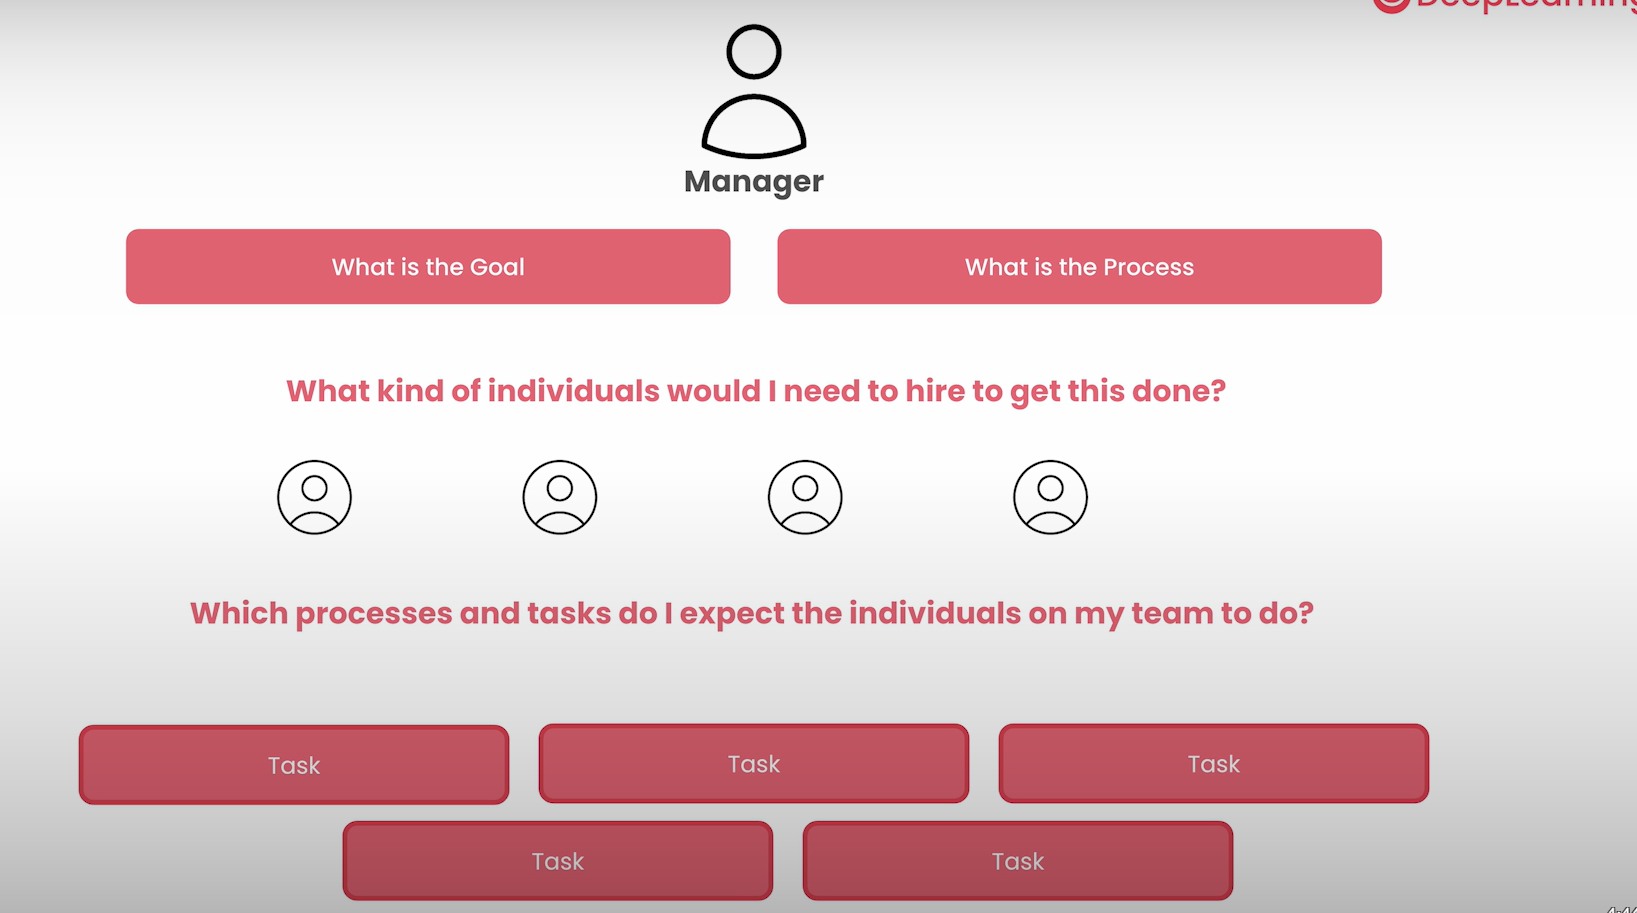 Manager
What is the Goal
What is the Process
What kind of individuals would I need to hire to get this done?
Which processes and tasks do I expect the individuals on my team to do?
Task
Task
Task
Task
Task